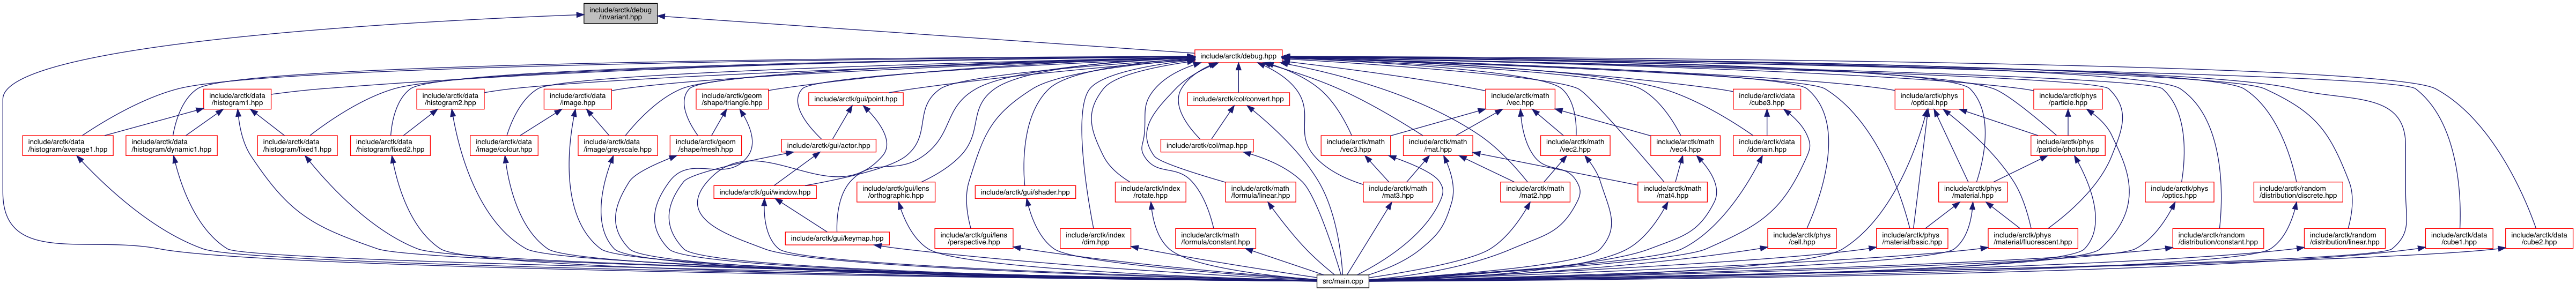 include/arctk/debug
/invariant.hpp
include/arctk/debug.hpp
include/arctk/data
/histogram1.hpp
include/arctk/data
/histogram2.hpp
include/arctk/data
/image.hpp
include/arctk/geom
/shape/triangle.hpp
include/arctk/gui/point.hpp
include/arctk/col/convert.hpp
include/arctk/math
/vec.hpp
include/arctk/data
/cube3.hpp
include/arctk/phys
/optical.hpp
include/arctk/phys
/particle.hpp
include/arctk/data
/histogram/average1.hpp
include/arctk/data
/histogram/dynamic1.hpp
include/arctk/data
/histogram/fixed1.hpp
include/arctk/data
/histogram/fixed2.hpp
include/arctk/data
/image/colour.hpp
include/arctk/data
/image/greyscale.hpp
include/arctk/geom
/shape/mesh.hpp
include/arctk/gui/actor.hpp
include/arctk/col/map.hpp
include/arctk/math
/vec3.hpp
include/arctk/math
/mat.hpp
include/arctk/math
/vec2.hpp
include/arctk/math
/vec4.hpp
include/arctk/data
/domain.hpp
include/arctk/phys
/particle/photon.hpp
include/arctk/gui/window.hpp
include/arctk/gui/lens
/orthographic.hpp
include/arctk/gui/shader.hpp
include/arctk/index
/rotate.hpp
include/arctk/math
/formula/linear.hpp
include/arctk/math
/mat3.hpp
include/arctk/math
/mat2.hpp
include/arctk/math
/mat4.hpp
include/arctk/phys
/material.hpp
include/arctk/phys
/optics.hpp
include/arctk/random
/distribution/discrete.hpp
include/arctk/gui/keymap.hpp
include/arctk/gui/lens
/perspective.hpp
include/arctk/index
/dim.hpp
include/arctk/math
/formula/constant.hpp
include/arctk/phys
/cell.hpp
include/arctk/phys
/material/basic.hpp
include/arctk/phys
/material/fluorescent.hpp
include/arctk/random
/distribution/constant.hpp
include/arctk/random
/distribution/linear.hpp
include/arctk/data
/cube1.hpp
include/arctk/data
/cube2.hpp
src/main.cpp